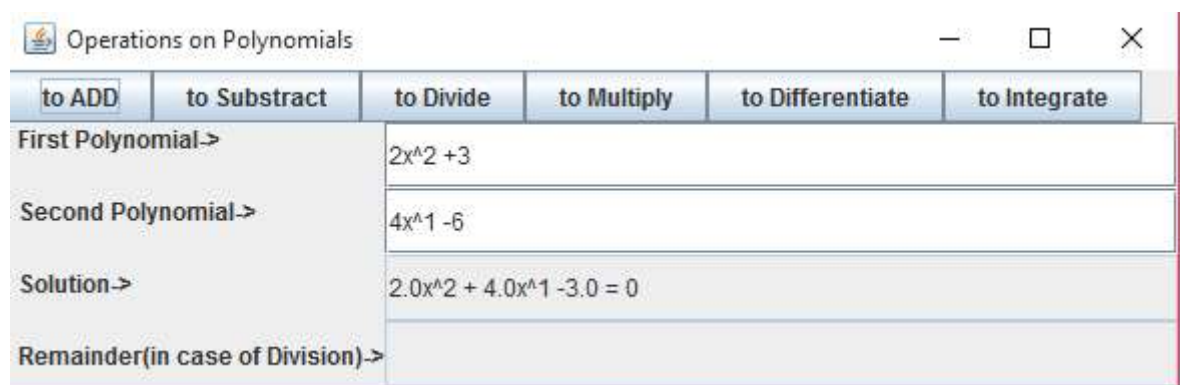 Operations on Polynomials
to ADD to Substract to Divide to Multiply to Differentiate to Integrate
First Polynomial->
2x^2 +3
Second Polynomial->
4x^1 -6
Solution->
2.0x^2 + 4.0x^1 -3.0 = 0
Remainder(in case of Division)->